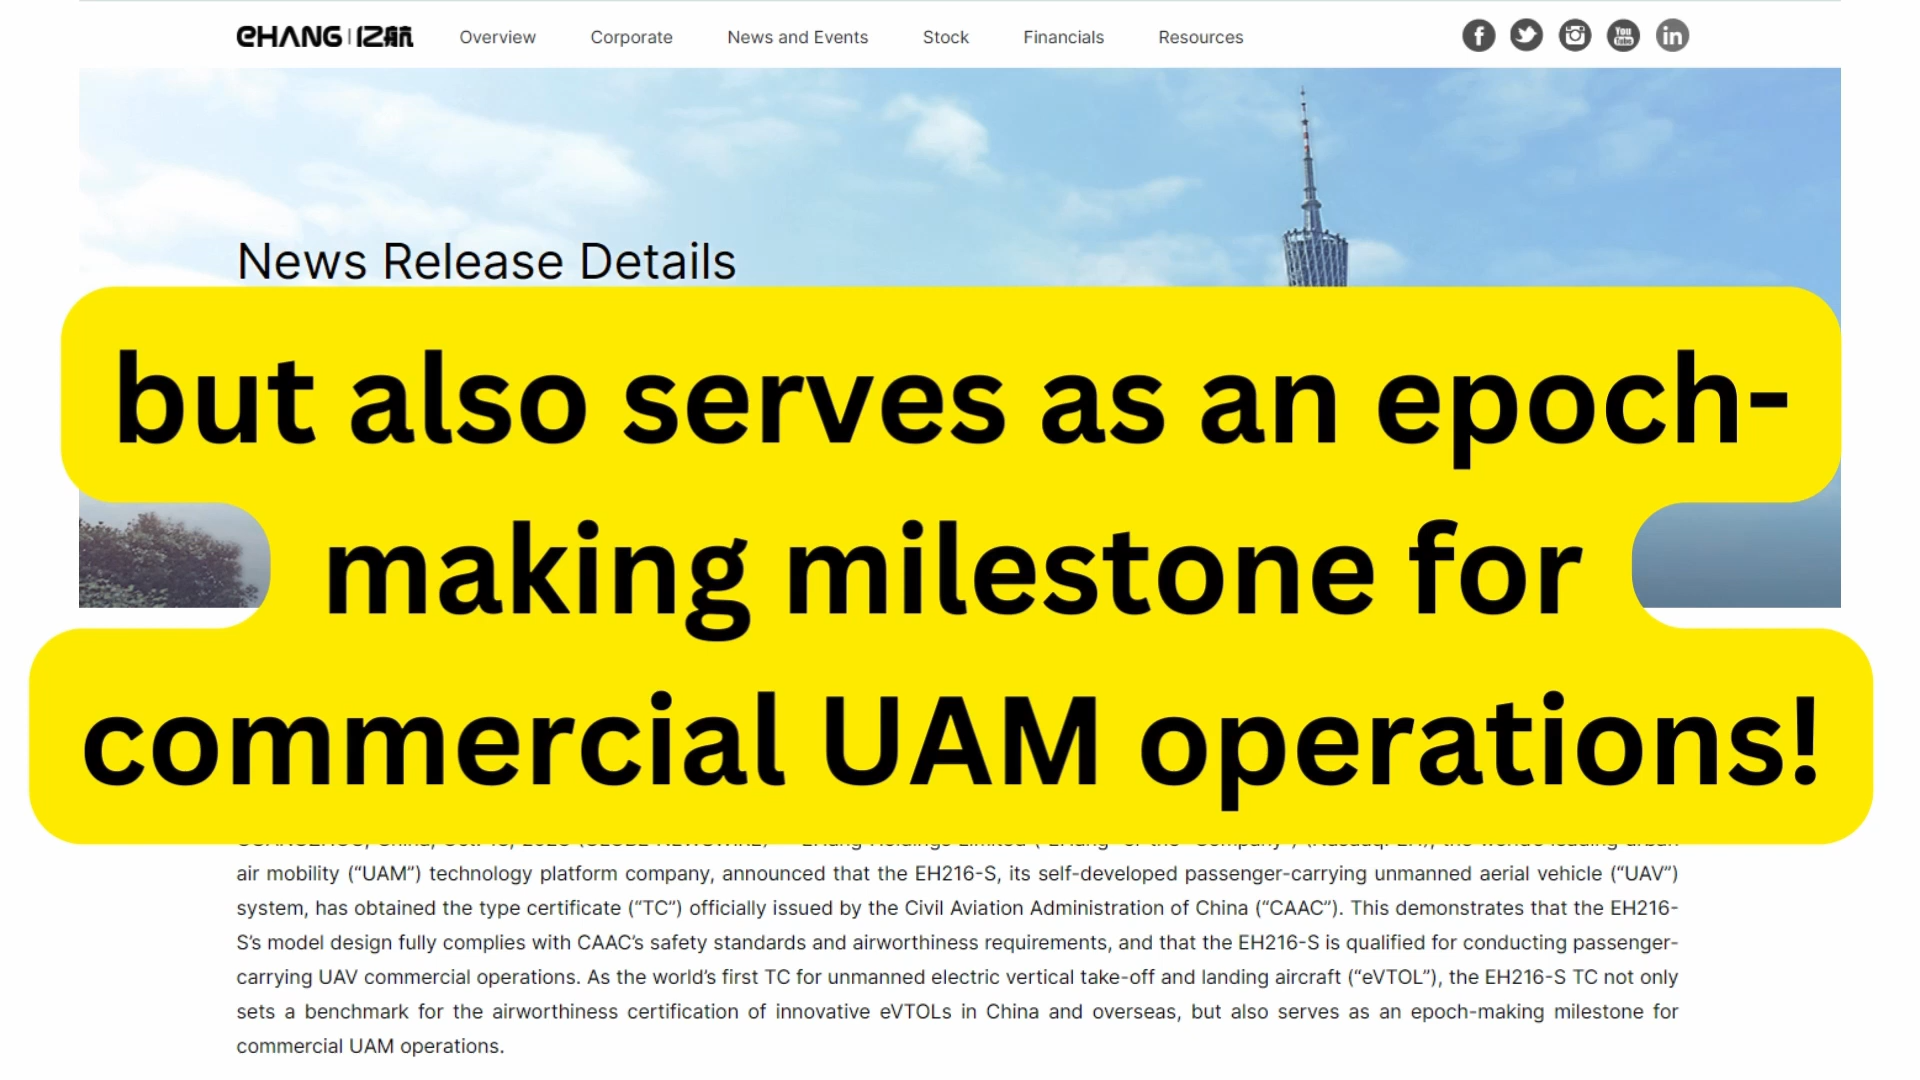 EHANG | 亿航 Overview Corporate News and Events Stock Financials Resources
You Tube
News Release Details
but also serves as an epoch-
making milestone for
commercial UAM operations!
air mobility (“UAM”) technology platform company, announced that the EH216-S, its self-developed passenger-carrying unmanned aerial vehicle (“UAV”)
system, has obtained the type certificate (“TC”) officially issued by the Civil Aviation Administration of China (“CAAC”). This demonstrates that the EH216-
S’s model design fully complies with CAAC’s safety standards and airworthiness requirements, and that the EH216-S is qualified for conducting passenger-
carrying UAV commercial operations. As the world’s first TC for unmanned electric vertical take-off and landing aircraft (“eVTOL”), the EH216-S TC not only
sets a benchmark for the airworthiness certification of innovative eVTOLs in China and overseas, but also serves as an epoch-making milestone for
commercial UAM operations.